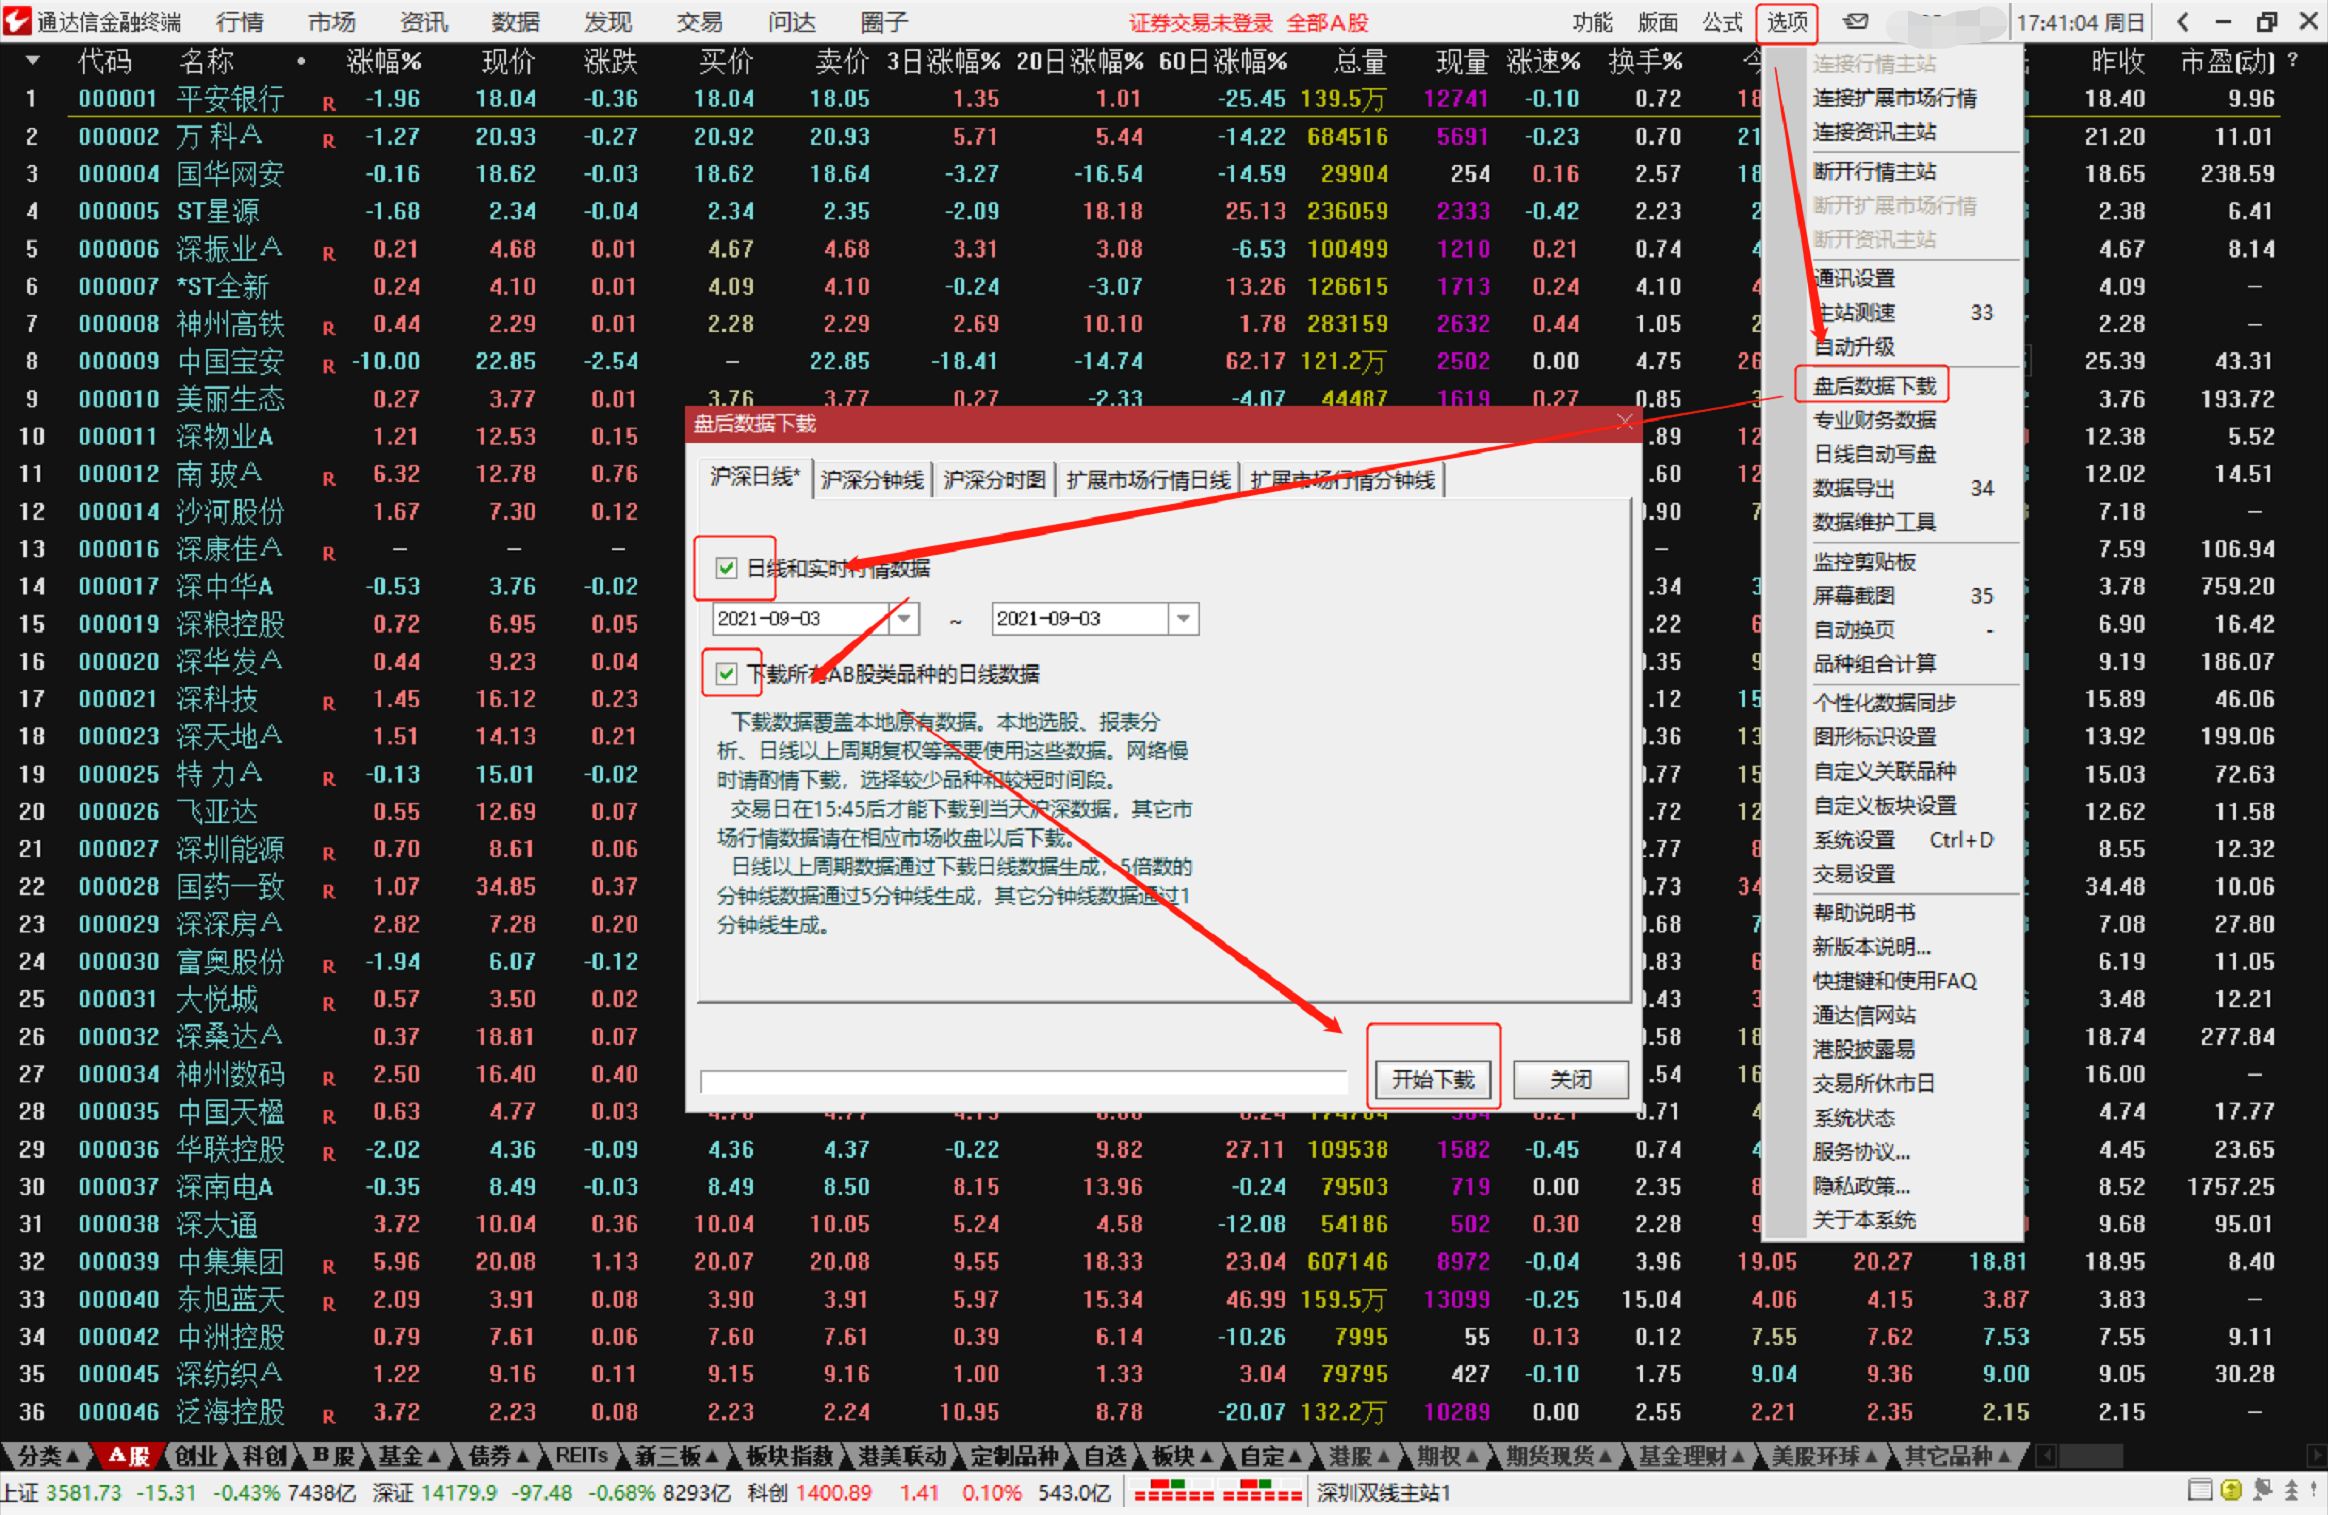 通达信金融终端 行情 市场 资讯 数据 发现 交易 问达 圈子 证券交易未登录 全部A股 功能 版面 公式 选项 17:41:04 周日
代码 名称 涨幅% 现价 涨跌 买价 卖价 3日涨幅% 20日涨幅% 60日涨幅% 总量 现量 涨速% 换手% 今 昨收 市盈(动) ?
1 000001 平安银行 R -1.96 18.04 -0.36 18.04 18.05 1.35 1.01 -25.45 139.5万 12741 -0.10 0.72 18 18.40 9.96
2 000002 万 科A R -1.27 20.93 -0.27 20.92 20.93 5.71 5.44 -14.22 684516 5691 -0.23 0.70 21 21.20 11.01
3 000004 国华网安 -0.16 18.62 -0.03 18.62 18.64 -3.27 -16.54 -14.59 29904 254 0.16 2.57 18 18.65 238.59
4 000005 ST星源 -1.68 2.34 -0.04 2.34 2.35 -2.09 18.18 25.13 236059 2333 -0.42 2.23 2 2.38 6.41
5 000006 深振业A R 0.21 4.68 0.01 4.67 4.68 3.31 3.08 -6.53 100499 1210 0.21 0.74 4 4.67 8.14
6 000007 *ST全新 0.24 4.10 0.01 4.09 4.10 -0.24 -3.07 13.26 126615 1713 0.24 4.10 4 4.09 –
7 000008 神州高铁 R 0.44 2.29 0.01 2.28 2.29 2.69 10.10 1.78 283159 2632 0.44 1.05 2 2.28 –
8 000009 中国宝安 R -10.00 22.85 -2.54 – 22.85 -18.41 -14.74 62.17 121.2万 2502 0.00 4.75 26 25.39 43.31
9 000010 美丽生态 0.27 3.77 0.01 3.76 3.77 0.27 -2.33 -4.07 44487 1619 0.27 0.85 3 3.76 193.72
10 000011 深物业A 1.21 12.53 0.15 .89 12 12.38 5.52
11 000012 南 玻A R 6.32 12.78 0.76 .60 12 12.02 14.51
12 000014 沙河股份 1.67 7.30 0.12 .90 7 7.18 –
13 000016 深康佳A R – – – – 7.59 106.94
14 000017 深中华A -0.53 3.76 -0.02 .34 3 3.78 759.20
15 000019 深粮控股 0.72 6.95 0.05 .22 6 6.90 16.42
16 000020 深华发A 0.44 9.23 0.04 .35 9 9.19 186.07
17 000021 深科技 R 1.45 16.12 0.23 .12 15 15.89 46.06
18 000023 深天地A 1.51 14.13 0.21 .36 13 13.92 199.06
19 000025 特 力A R -0.13 15.01 -0.02 .77 15 15.03 72.63
20 000026 飞亚达 0.55 12.69 0.07 .72 12 12.62 11.58
21 000027 深圳能源 R 0.70 8.61 0.06 .77 8 8.55 12.32
22 000028 国药一致 R 1.07 34.85 0.37 .73 34 34.48 10.06
23 000029 深深房A 2.82 7.28 0.20 .68 7 7.08 27.80
24 000030 富奥股份 R -1.94 6.07 -0.12 .83 6 6.19 11.05
25 000031 大悦城 R 0.57 3.50 0.02 .43 3 3.48 12.21
26 000032 深桑达A 0.37 18.81 0.07 .58 18 18.74 277.84
27 000034 神州数码 R 2.50 16.40 0.40 .54 16 16.00 –
28 000035 中国天楹 R 0.63 4.77 0.03 0.71 4 4.74 17.77
29 000036 华联控股 R -2.02 4.36 -0.09 4.36 4.37 -0.22 9.82 27.11 109538 1582 -0.45 0.74 4 4.45 23.65
30 000037 深南电A -0.35 8.49 -0.03 8.49 8.50 8.15 13.96 -0.24 79503 719 0.00 2.35 8 8.52 1757.25
31 000038 深大通 3.72 10.04 0.36 10.04 10.05 5.24 4.58 -12.08 54186 502 0.30 2.28 9 9.68 95.01
32 000039 中集集团 R 5.96 20.08 1.13 20.07 20.08 9.55 18.33 23.04 607146 8972 -0.04 3.96 19.05 20.27 18.81 18.95 8.40
33 000040 东旭蓝天 R 2.09 3.91 0.08 3.90 3.91 5.97 15.34 46.99 159.5万 13099 -0.25 15.04 4.06 4.15 3.87 3.83 –
34 000042 中洲控股 0.79 7.61 0.06 7.60 7.61 0.39 6.14 -10.26 7995 55 0.13 0.12 7.55 7.62 7.53 7.55 9.11
35 000045 深纺织A 1.22 9.16 0.11 9.15 9.16 1.00 1.33 3.04 79795 427 -0.10 1.75 9.04 9.36 9.00 9.05 30.28
36 000046 泛海控股 R 3.72 2.23 0.08 2.23 2.24 10.95 8.78 -20.07 132.2万 10289 0.00 2.55 2.21 2.35 2.15 2.15 –
连接行情主站
连接扩展市场行情
连接资讯主站
断开行情主站
断开扩展市场行情
断开资讯主站
通讯设置
主站测速 33
自动升级
盘后数据下载
专业财务数据
日线自动写盘
数据导出 34
数据维护工具
监控剪贴板
屏幕截图 35
自动换页 -
品种组合计算
个性化数据同步
图形标识设置
自定义关联品种
自定义板块设置
系统设置 Ctrl+D
交易设置
帮助说明书
新版本说明...
快捷键和使用FAQ
通达信网站
港股披露易
交易所休市日
系统状态
服务协议...
隐私政策...
关于本系统
盘后数据下载
沪深日线* 沪深分钟线 沪深分时图 扩展市场行情日线 扩展市场行情分钟线
日线和实时行情数据
2021-09-03 ~ 2021-09-03
下载所有AB股类品种的日线数据
下载数据覆盖本地原有数据。本地选股、报表分
析、日线以上周期复权等需要使用这些数据。网络慢
时请酌情下载，选择较少品种和较短时间段。
交易日在15:45后才能下载到当天沪深数据，其它市
场行情数据请在相应市场收盘以后下载。
日线以上周期数据通过下载日线数据生成，5倍数的
分钟线数据通过5分钟线生成，其它分钟线数据通过1
分钟线生成。
开始下载 关闭
分类 A股 创业 科创 B股 基金 债券 REITs 新三板 板块指数 港美联动 定制品种 自选 板块 自定 港股 期权 期货现货 基金理财 美股环球 其它品种
上证 3581.73 -15.31 -0.43% 7438亿 深证 14179.9 -97.48 -0.68% 8293亿 科创 1400.89 1.41 0.10% 543.0亿 深圳双线主站1